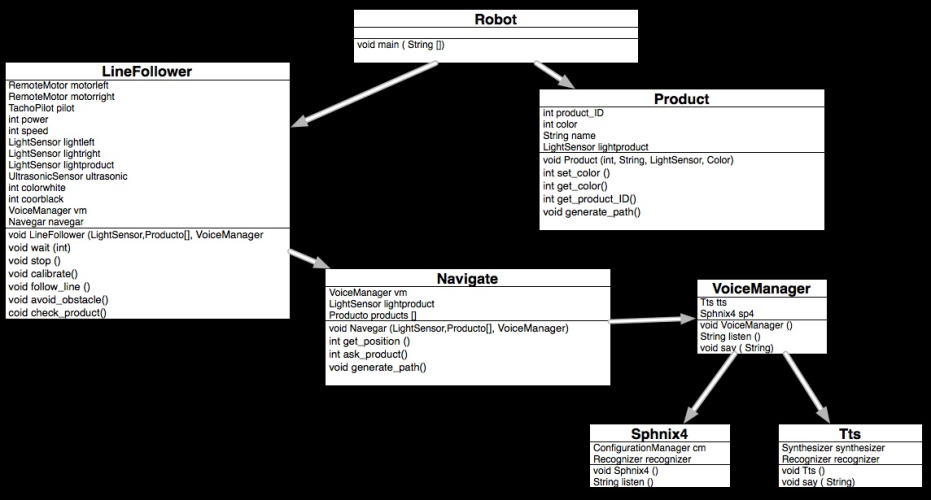 Robot
void main ( String [])
LineFollower
RemoteMotor motorleft
RemoteMotor motorright
TachoPilot pilot
int power
int speed
LightSensor lightleft
LightSensor lightright
LightSensor lightproduct
UltrasonicSensor ultrasonic
int colorwhite
int coorblack
VoiceManager vm
Navegar navegar
void LineFollower (LightSensor,Producto[], VoiceManager
void wait (int)
void stop ()
void calibrate()
void follow_line ()
void avoid_obstacle()
coid check_product()
Product
int product_ID
int color
String name
LightSensor lightproduct
void Product (int, String, LightSensor, Color)
int set_color ()
int get_color()
int get_product_ID()
void generate_path()
Navigate
VoiceManager vm
LightSensor lightproduct
Producto products []
void Navegar (LightSensor,Producto[], VoiceManager)
int get_position ()
int ask_product()
void generate_path()
VoiceManager
Tts tts
Sphnix4 sp4
void VoiceManager ()
String listen ()
void say ( String)
Sphnix4
ConfigurationManager cm
Recognizer recognizer
void Sphnix4 ()
String listen ()
Tts
Synthesizer synthesizer
Recognizer recognizer
void Tts ()
void say ( String)